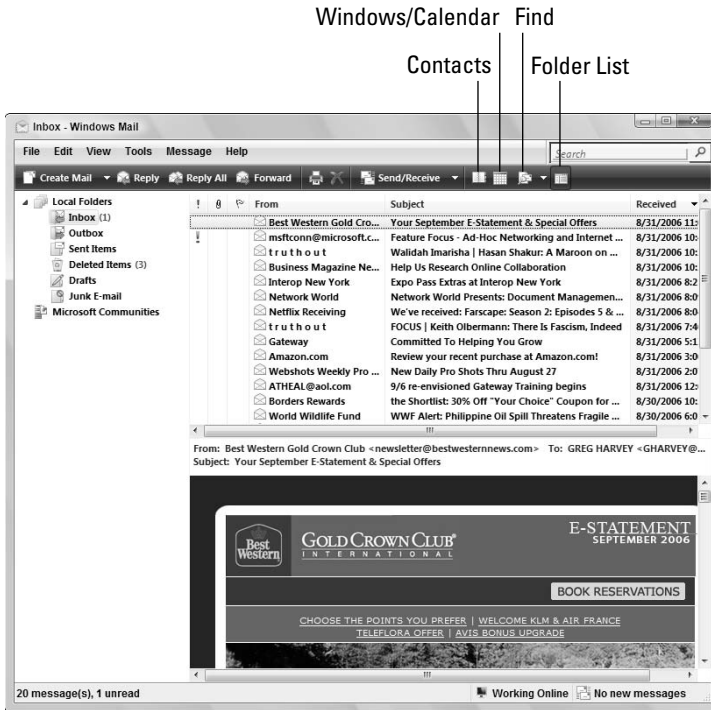 Windows/Calendar Find
Contacts Folder List
Inbox - Windows Mail
File Edit View Tools Message Help
Search
Create Mail Reply Reply All Forward Send/Receive
Local Folders
Inbox (1)
Outbox
Sent Items
Deleted Items (3)
Drafts
Junk E-mail
Microsoft Communities
! From Subject Received
Best Western Gold Cro... Your September E-Statement & Special Offers 8/31/2006 11:
! msftconn@microsoft.c... Feature Focus - Ad-Hoc Networking and Internet ... 8/31/2006 10:
t r u t h o u t Walidah Imarisha | Hasan Shakur: A Maroon on ... 8/31/2006 10:
Business Magazine Ne... Help Us Research Online Collaboration 8/31/2006 10:
Interop New York Expo Pass Extras at Interop New York 8/31/2006 8:2
Network World Network World Presents: Document Managemen... 8/31/2006 8:0
Netflix Receiving We've received: Farscape: Season 2: Episodes 5 & ... 8/31/2006 8:0
t r u t h o u t FOCUS | Keith Olbermann: There Is Fascism, Indeed 8/31/2006 7:4
Gateway Committed To Helping You Grow 8/31/2006 5:1
Amazon.com Review your recent purchase at Amazon.com! 8/31/2006 3:0
Webshots Weekly Pro ... New Daily Pro Shots Thru August 27 8/31/2006 2:0
ATHEAL@aol.com 9/6 re-envisioned Gateway Training begins 8/31/2006 12:
Borders Rewards the Shortlist: 30% Off "Your Choice" Coupon for ... 8/30/2006 10:
World Wildlife Fund WWF Alert: Philippine Oil Spill Threatens Fragile ... 8/30/2006 6:0
From: Best Western Gold Crown Club <newsletter@bestwesternnews.com> To: GREG HARVEY <GHARVEY@...
Subject: Your September E-Statement & Special Offers
Best Western
GOLD CROWN CLUB®
INTERNATIONAL
E-STATEMENT
SEPTEMBER 2006
BOOK RESERVATIONS
CHOOSE THE POINTS YOU PREFER | WELCOME KLM & AIR FRANCE
TELEFLORA OFFER | AVIS BONUS UPGRADE
20 message(s), 1 unread Working Online No new messages